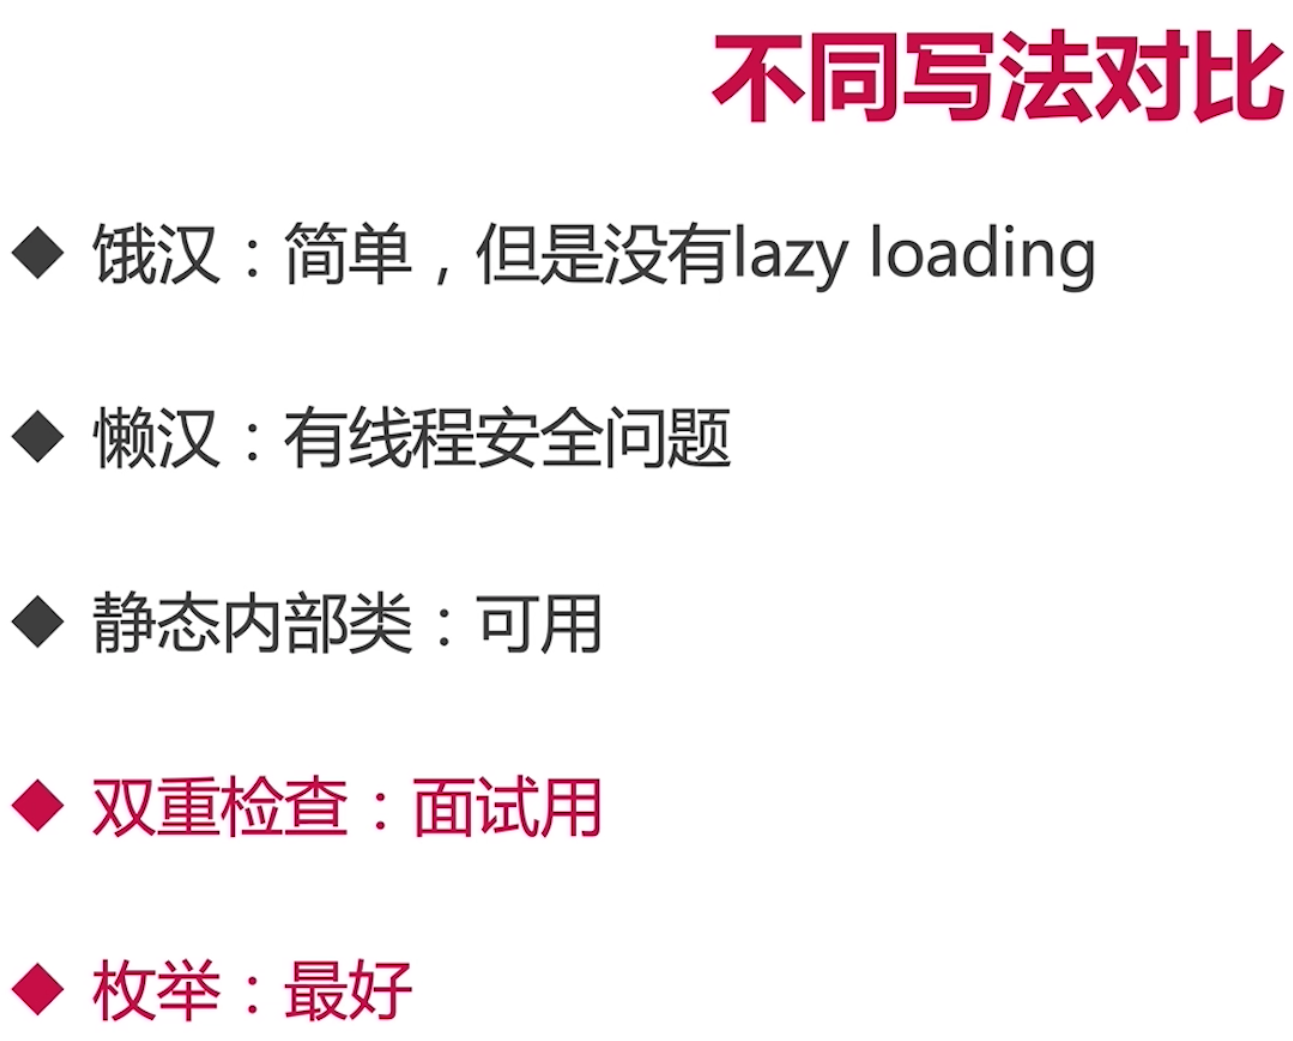 不同写法对比
◆ 饿汉：简单，但是没有lazy loading
◆ 懒汉：有线程安全问题
◆ 静态内部类：可用
◆ 双重检查：面试用
◆ 枚举：最好